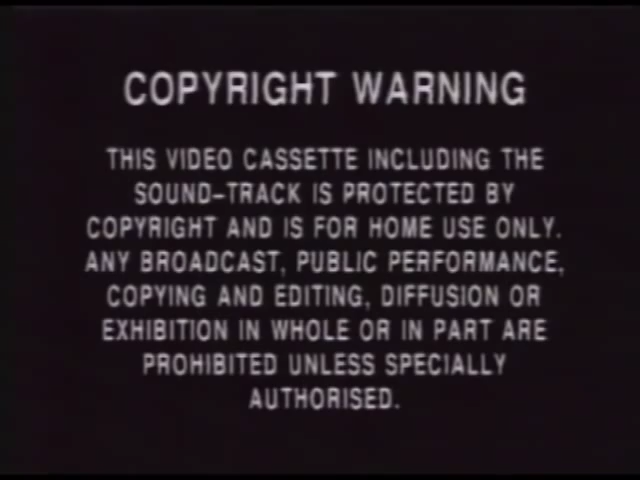 COPYRIGHT WARNING
THIS VIDEO CASSETTE INCLUDING THE
SOUND-TRACK IS PROTECTED BY
COPYRIGHT AND IS FOR HOME USE ONLY.
ANY BROADCAST, PUBLIC PERFORMANCE,
COPYING AND EDITING, DIFFUSION OR
EXHIBITION IN WHOLE OR IN PART ARE
PROHIBITED UNLESS SPECIALLY
AUTHORISED.